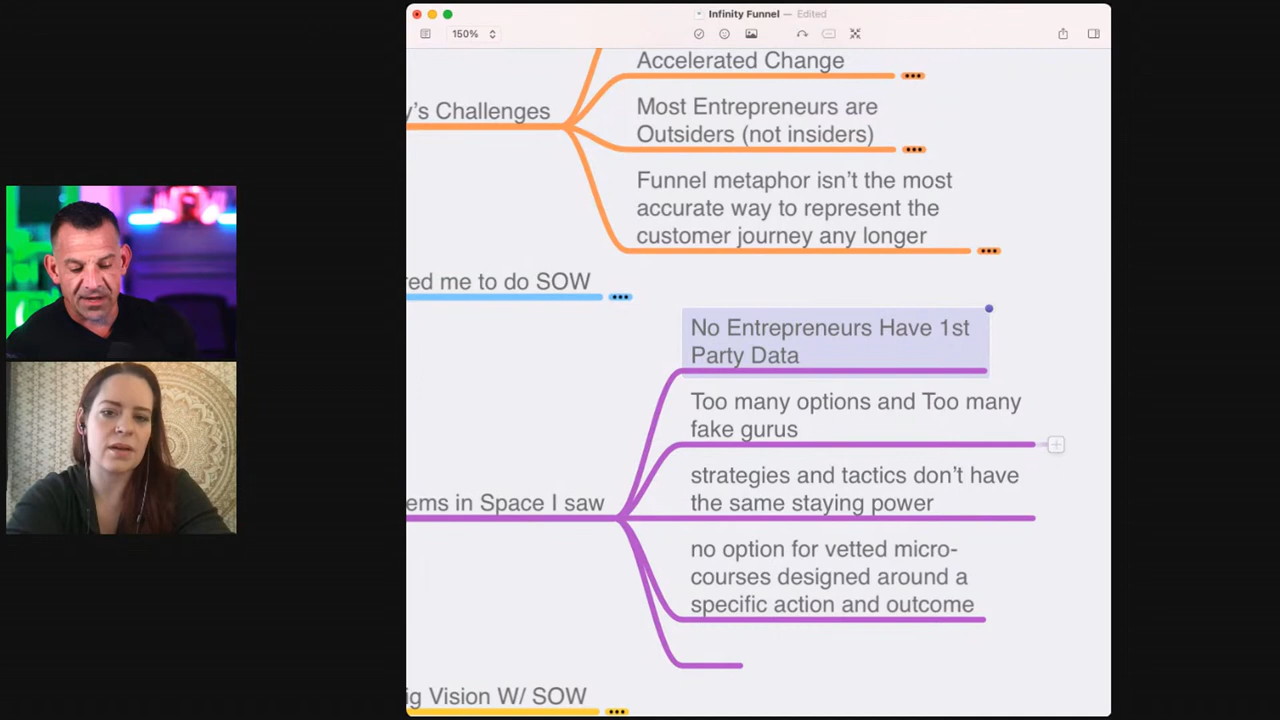 Infinity Funnel — Edited
150%
Accelerated Change
y's Challenges
Most Entrepreneurs are
Outsiders (not insiders)
Funnel metaphor isn't the most
accurate way to represent the
customer journey any longer
red me to do SOW
No Entrepreneurs Have 1st
Party Data
Too many options and Too many
fake gurus
strategies and tactics don't have
the same staying power
ems in Space I saw
no option for vetted micro-
courses designed around a
specific action and outcome
ig Vision W/ SOW